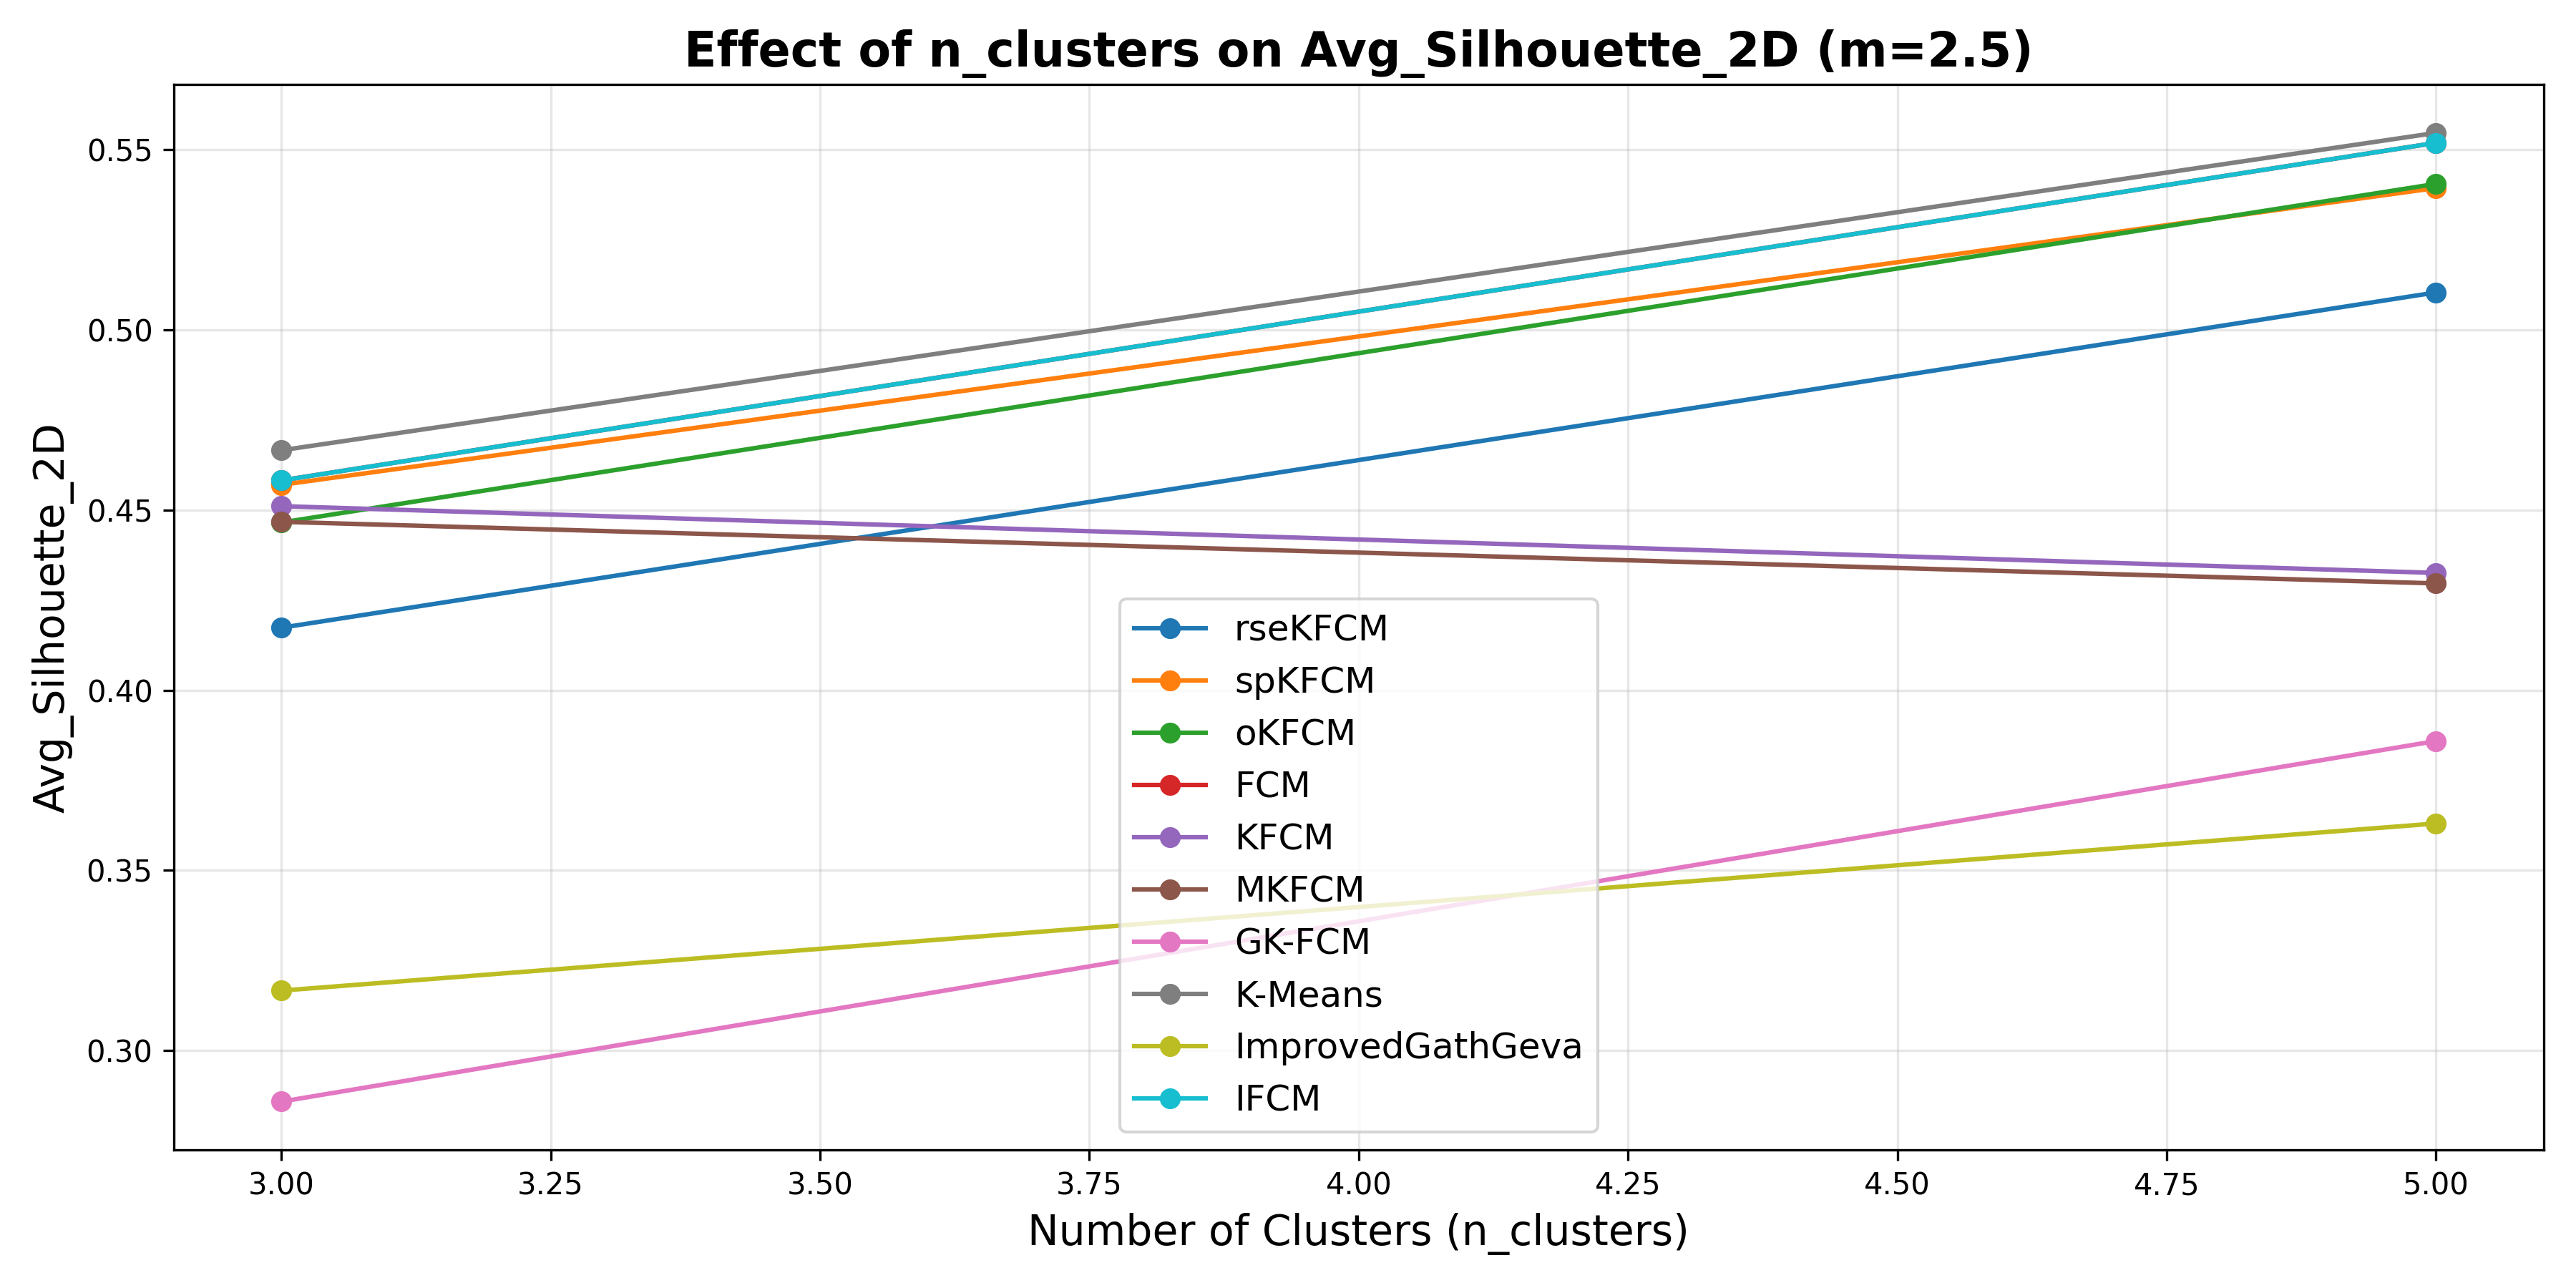 Effect of n_clusters on Avg_Silhouette_2D (m=2.5)
Avg_Silhouette_2D
0.55
0.50
0.45
0.40
0.35
0.30
rseKFCM
spKFCM
oKFCM
FCM
KFCM
MKFCM
GK-FCM
K-Means
ImprovedGathGeva
IFCM
3.00 3.25 3.50 3.75 4.00 4.25 4.50 4.75 5.00
Number of Clusters (n_clusters)